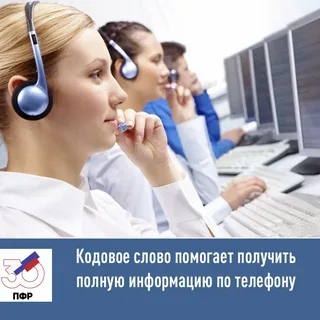 Кодовое слово помогает получить
полную информацию по телефону
30
ПФР